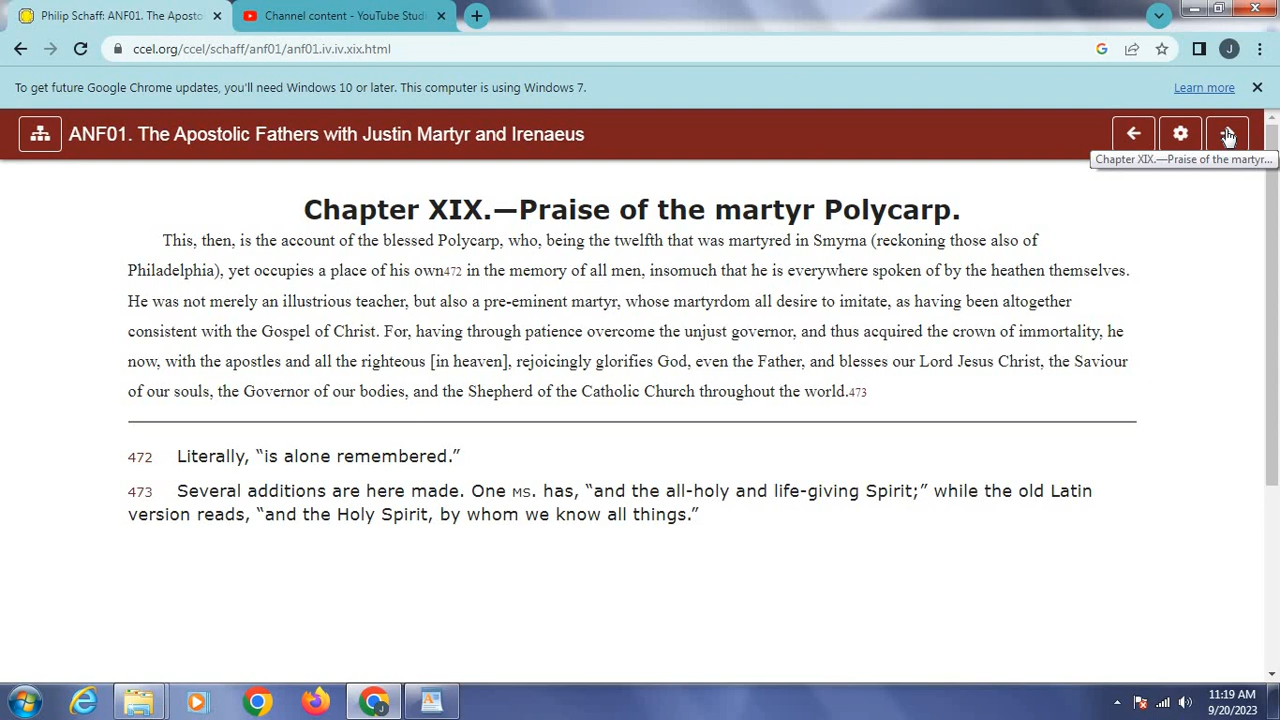 Philip Schaff: ANF01. The Aposto
Channel content - YouTube Stud
ccel.org/ccel/schaff/anf01/anf01.iv.iv.xix.html
J
To get future Google Chrome updates, you'll need Windows 10 or later. This computer is using Windows 7.
Learn more
ANF01. The Apostolic Fathers with Justin Martyr and Irenaeus
Chapter XIX.—Praise of the martyr...
Chapter XIX.—Praise of the martyr Polycarp.
This, then, is the account of the blessed Polycarp, who, being the twelfth that was martyred in Smyrna (reckoning those also of
Philadelphia), yet occupies a place of his own472 in the memory of all men, insomuch that he is everywhere spoken of by the heathen themselves.
He was not merely an illustrious teacher, but also a pre-eminent martyr, whose martyrdom all desire to imitate, as having been altogether
consistent with the Gospel of Christ. For, having through patience overcome the unjust governor, and thus acquired the crown of immortality, he
now, with the apostles and all the righteous [in heaven], rejoicingly glorifies God, even the Father, and blesses our Lord Jesus Christ, the Saviour
of our souls, the Governor of our bodies, and the Shepherd of the Catholic Church throughout the world.473
472 Literally, “is alone remembered.”
473 Several additions are here made. One MS. has, “and the all-holy and life-giving Spirit;” while the old Latin
version reads, “and the Holy Spirit, by whom we know all things.”
11:19 AM
9/20/2023